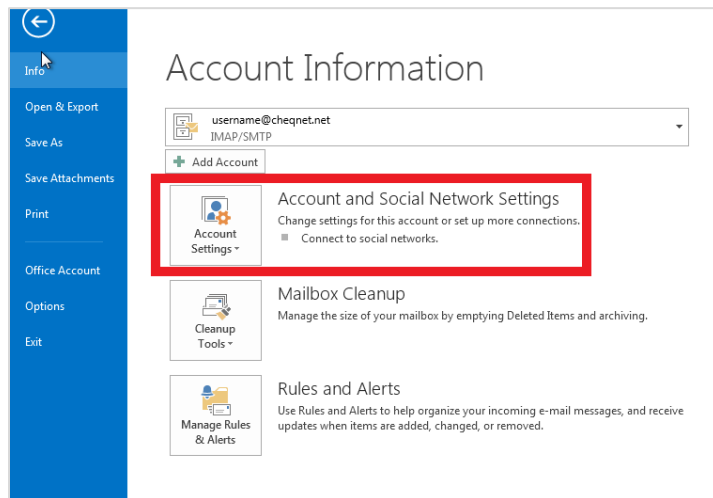 Info
Open & Export
Save As
Save Attachments
Print
Office Account
Options
Exit
Account Information
username@cheqnet.net
IMAP/SMTP
Add Account
Account
Settings
Account and Social Network Settings
Change settings for this account or set up more connections.
Connect to social networks.
Cleanup
Tools
Mailbox Cleanup
Manage the size of your mailbox by emptying Deleted Items and archiving.
Manage Rules
& Alerts
Rules and Alerts
Use Rules and Alerts to help organize your incoming e-mail messages, and receive
updates when items are added, changed, or removed.